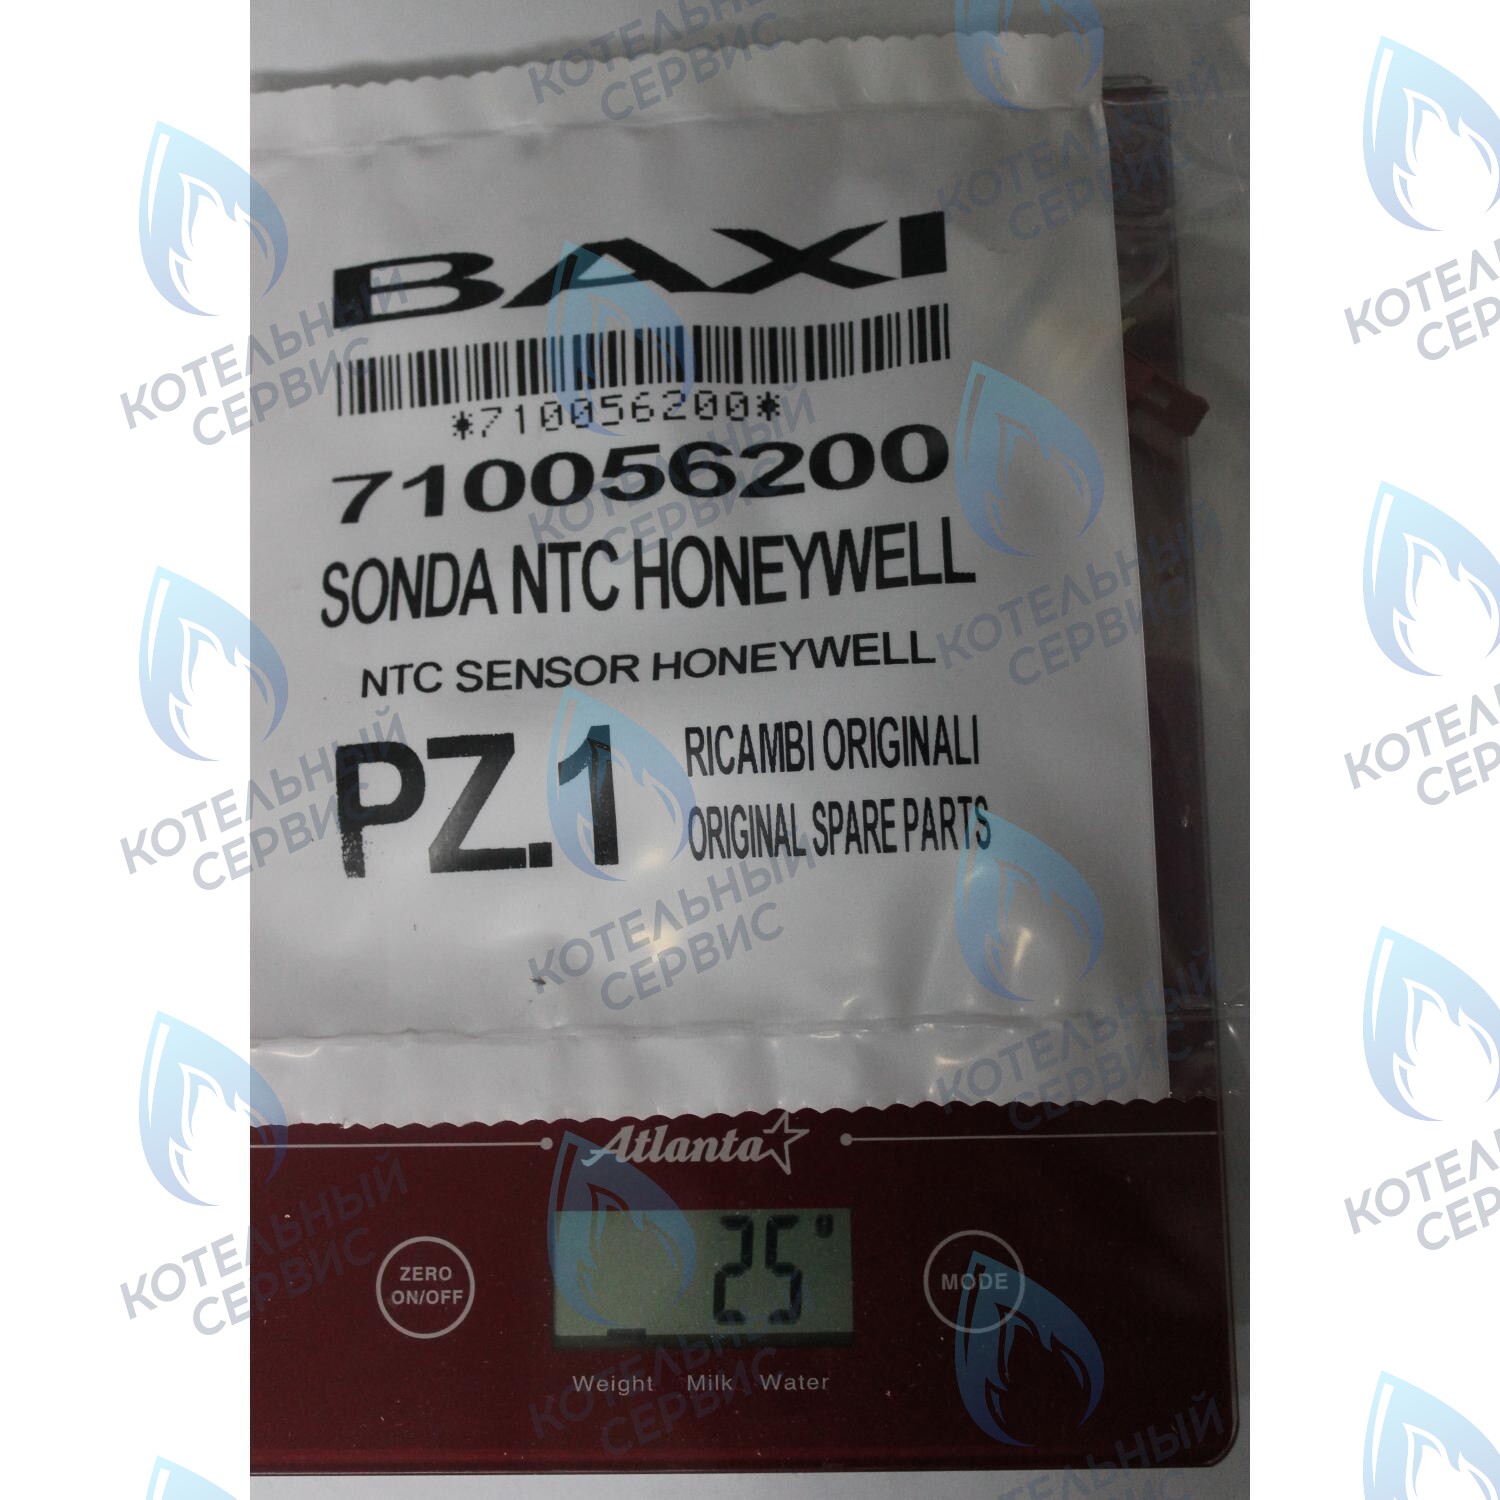 BAXI
*710056200*
710056200
SONDA NTC HONEYWELL
NTC SENSOR HONEYWELL
PZ.1
RICAMBI ORIGINALI
ORIGINAL SPARE PARTS
Atlanta
ZERO
ON/OFF
25g
MODE
Weight Milk Water
КОТЕЛЬНЫЙ
СЕРВИС